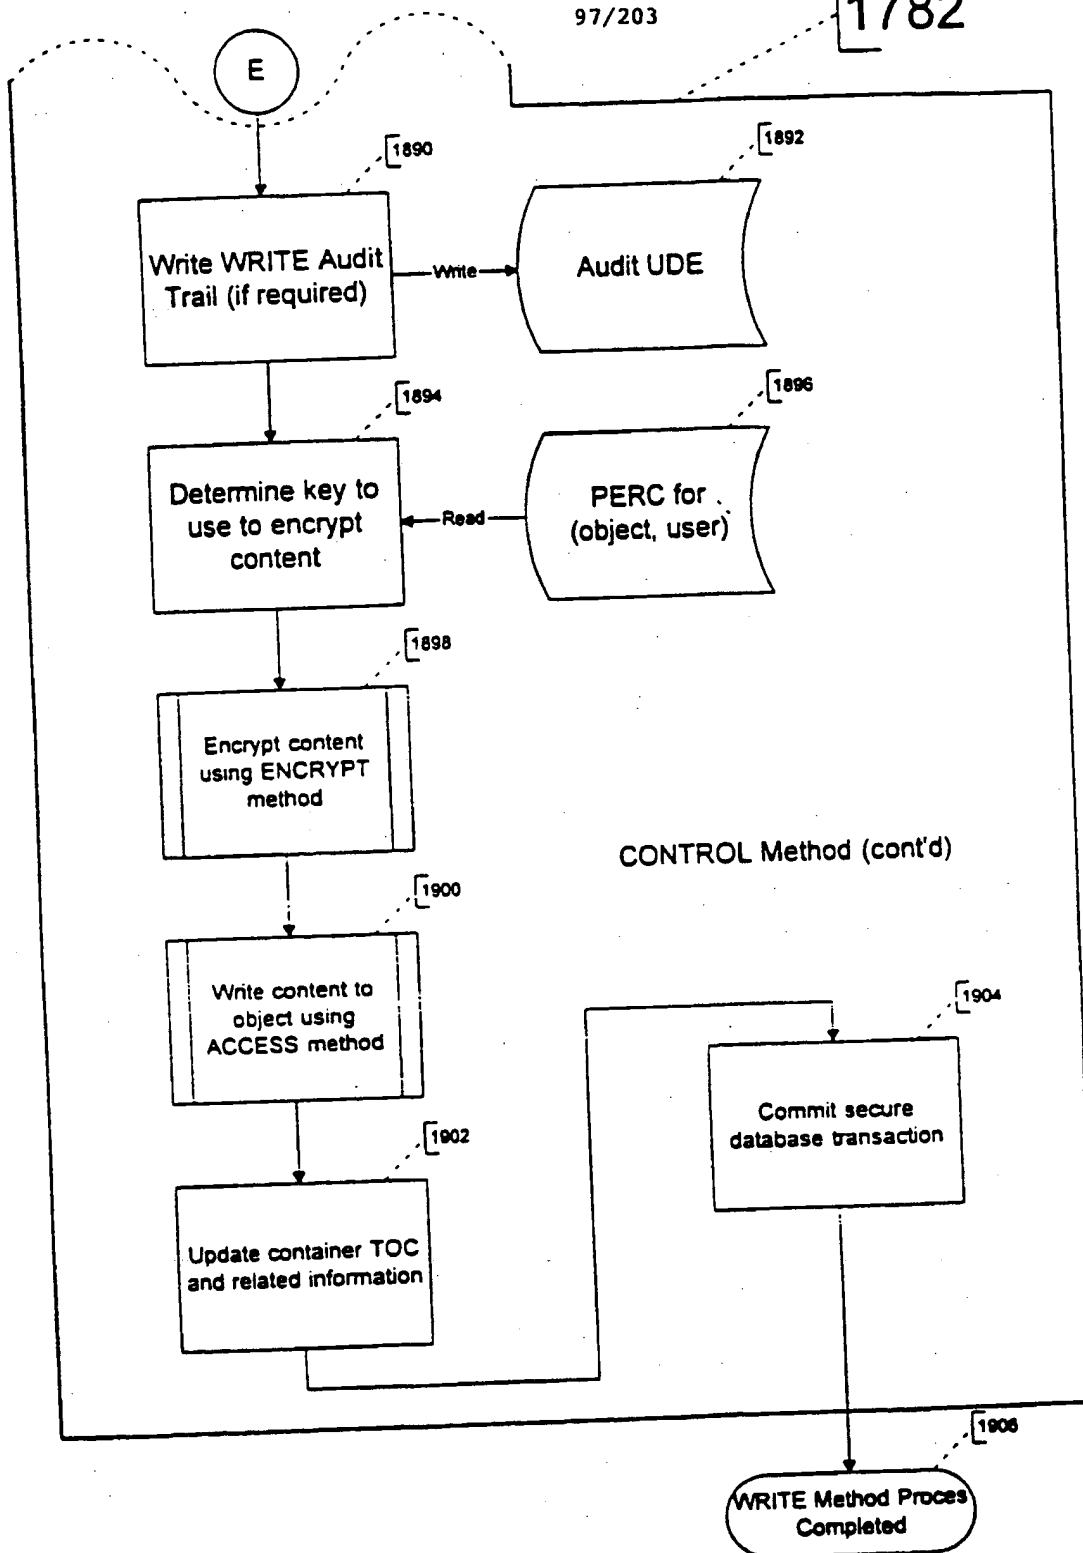 97/203
1782
E
1890
1892
Write WRITE Audit
Trail (if required)
Write
Audit UDE
1894
1896
Determine key to
use to encrypt
content
Read
PERC for
(object, user)
1898
Encrypt content
using ENCRYPT
method
CONTROL Method (cont'd)
1900
Write content to
object using
ACCESS method
1904
Commit secure
database transaction
1902
Update container TOC
and related information
1906
WRITE Method Proces
Completed